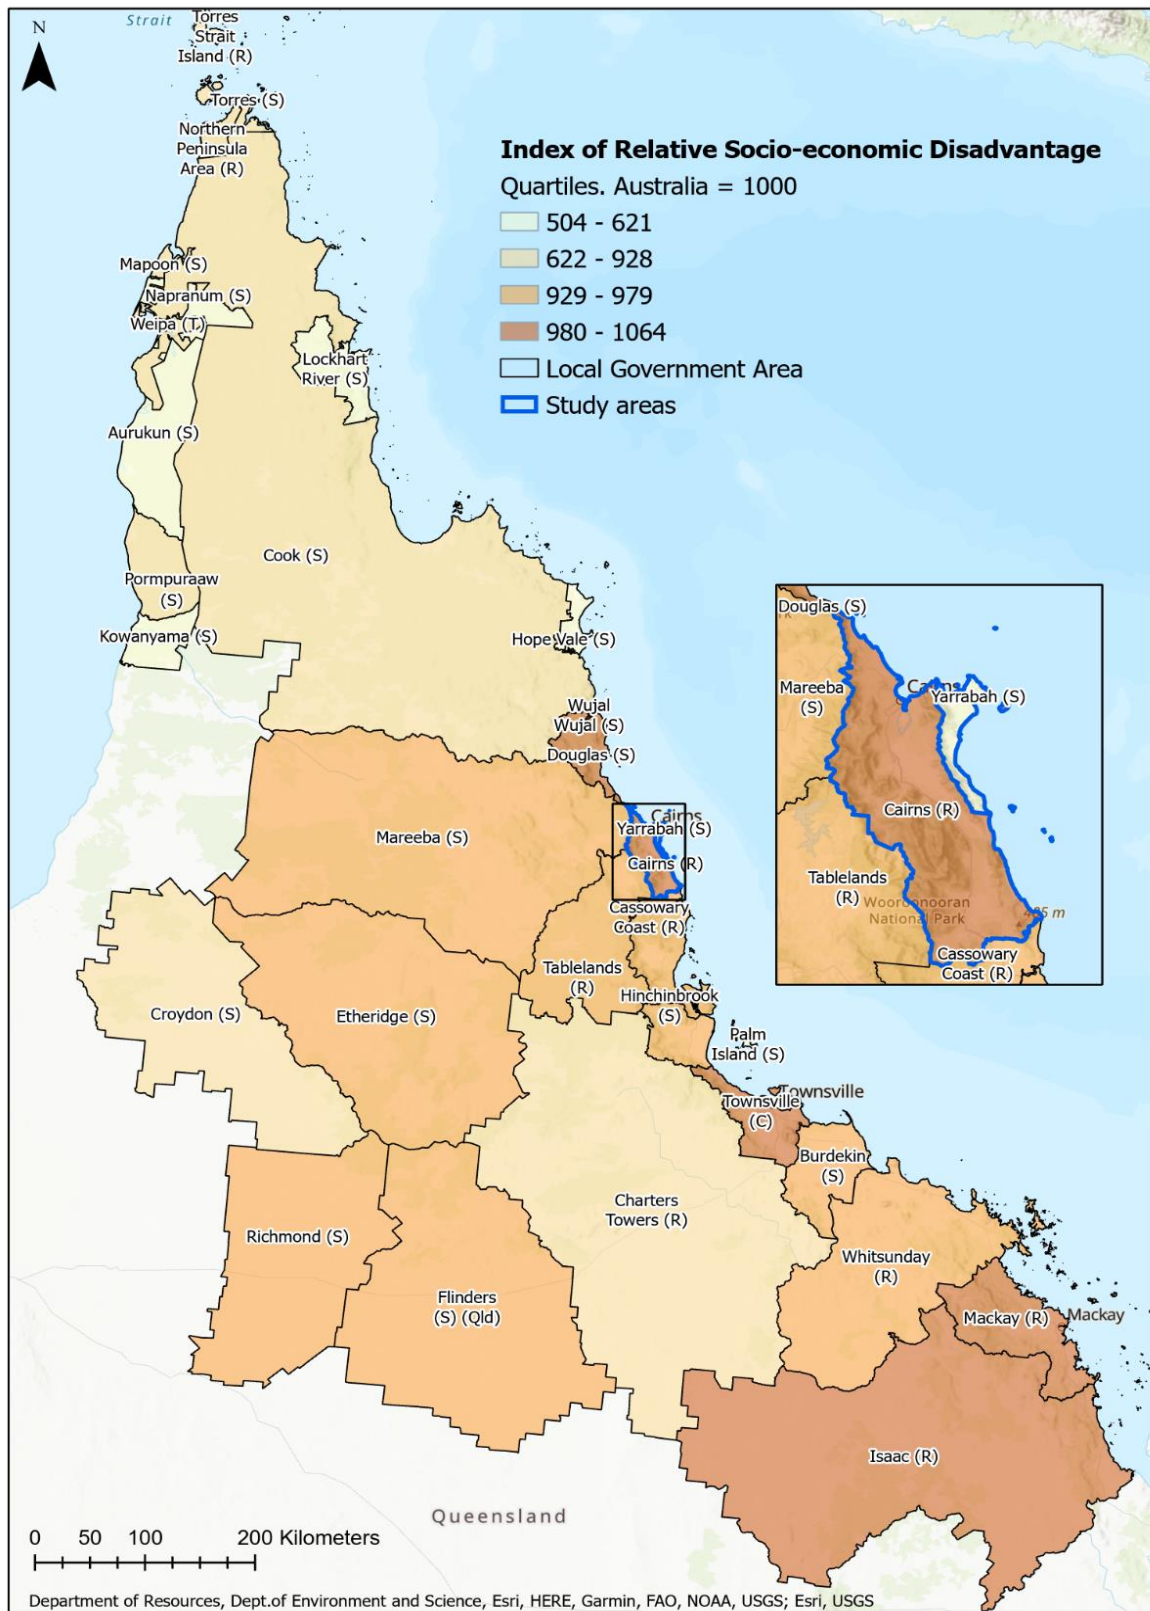 N
Strait
Torres
Strait
Island (R)
Torres (S)
Northern
Peninsula
Area (R)
Index of Relative Socio-economic Disadvantage
Quartiles. Australia = 1000
504 - 621
622 - 928
929 - 979
980 - 1064
Local Government Area
Study areas
Mapoon (S)
Napranum (S)
Weipa (T)
Lockhart
River (S)
Aurukun (S)
Cook (S)
Pormpuraaw
(S)
Kowanyama (S)
Hope Vale (S)
Wujal
Wujal (S)
Douglas (S)
Mareeba (S)
Cairns
Yarrabah (S)
Cairns (R)
Cassowary
Coast (R)
Tablelands
(R)
Hinchinbrook
(S)
Palm
Island (S)
Croydon (S)
Etheridge (S)
Townsville
Townsville
(C)
Burdekin
(S)
Charters
Towers (R)
Richmond (S)
Flinders
(S) (Qld)
Whitsunday
(R)
Mackay (R)
Mackay
Isaac (R)
Queensland
Douglas (S)
Mareeba
(S)
Cairns
Yarrabah (S)
Cairns (R)
Tablelands
(R)
Wooroonooran
National Park
Cassowary
Coast (R)
0 50 100 200 Kilometers
Department of Resources, Dept.of Environment and Science, Esri, HERE, Garmin, FAO, NOAA, USGS; Esri, USGS